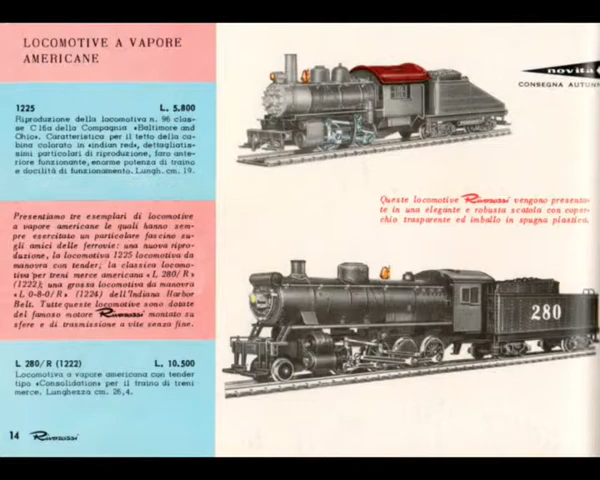 LOCOMOTIVE A VAPORE
AMERICANE
1225 L. 5.800
Riproduzione della locomotiva n. 96 clas-
se C16a della Compagnia «Baltimore and
Ohio». Caratteristica per il tetto della ca-
bina colorato in «indian red», dettagliatis-
simi particolari di riproduzione, faro ante-
riore funzionante, enorme potenza di traino
e docilità di funzionamento. Lungh. cm. 19.
Presentiamo tre esemplari di locomotive
a vapore americane le quali hanno sem-
pre esercitato un particolare fascino su-
gli amici delle ferrovie: una nuova ripro-
duzione, la locomotiva 1225 locomotiva da
manovra con tender; la classica locomo-
tiva per treni merce americana «L 280/R»
(1222); una grossa locomotiva da manovra
«L 0-8-0/R» (1224) dell'Indiana Harbor
Belt. Tutte queste locomotive sono dotate
del famoso motore Rivarossi montato su
sfere e di trasmissione a vite senza fine.
L 280/R (1222) L. 10.500
Locomotiva a vapore americana con tender
tipo «Consolidation» per il traino di treni
merce. Lunghezza cm. 26,4.
14 Rivarossi
novità
CONSEGNA AUTUNN
Queste locomotive Rivarossi vengono presenta-
te in una elegante e robusta scatola con coper-
chio trasparente ed imballo in spugna plastica.
280